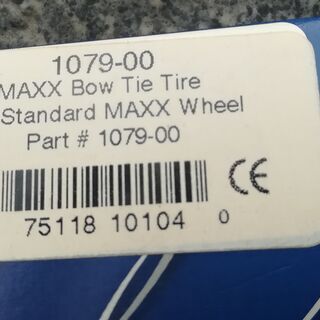 1079-00
MAXX Bow Tie Tire
Standard MAXX Wheel
Part # 1079-00
CE
75118 10104 0